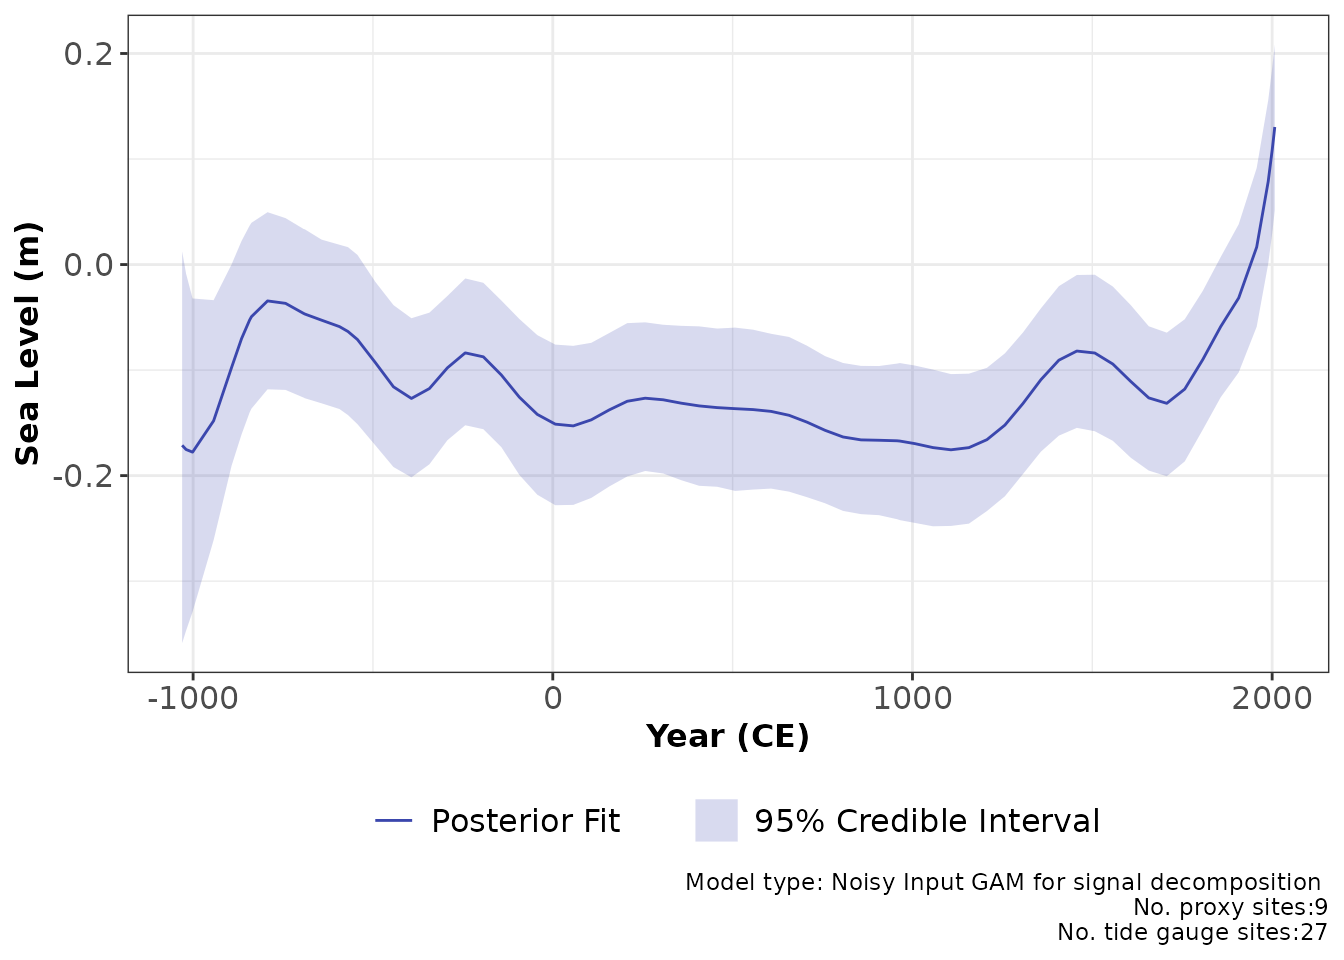 0.2
0.0
-0.2
Sea Level (m)
-1000
0
1000
2000
Year (CE)
Posterior Fit
95% Credible Interval
Model type: Noisy Input GAM for signal decomposition
No. proxy sites:9
No. tide gauge sites:27